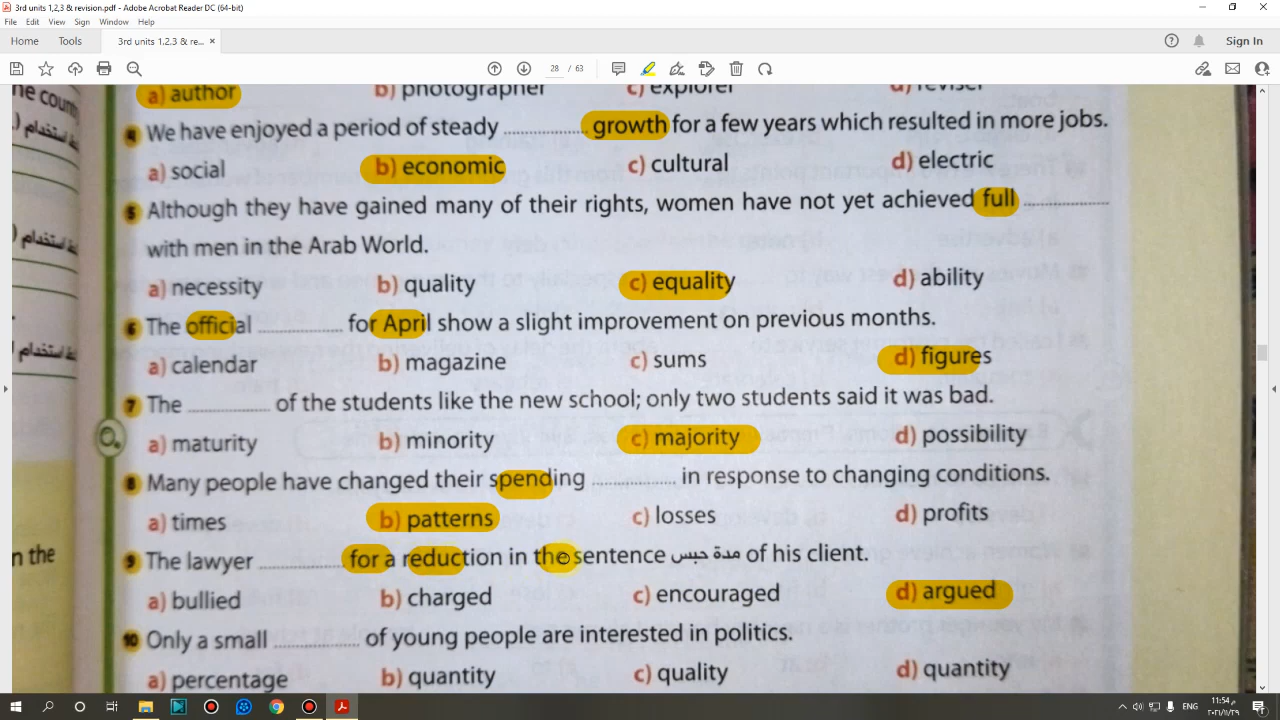 3rd units 1,2,3 & revision.pdf - Adobe Acrobat Reader DC (64-bit)
File Edit View Sign Window Help
Home Tools 3rd units 1,2,3 & re... × Sign In
28 / 63
a) author b) photographer c) explorer d) reviser
4 We have enjoyed a period of steady ............ growth for a few years which resulted in more jobs.
a) social b) economic c) cultural d) electric
5 Although they have gained many of their rights, women have not yet achieved full ............
with men in the Arab World.
a) necessity b) quality c) equality d) ability
6 The official ............ for April show a slight improvement on previous months.
a) calendar b) magazine c) sums d) figures
7 The ............ of the students like the new school; only two students said it was bad.
a) maturity b) minority c) majority d) possibility
8 Many people have changed their spending ............ in response to changing conditions.
a) times b) patterns c) losses d) profits
9 The lawyer ............ for a reduction in the sentence مدة حبس of his client.
a) bullied b) charged c) encouraged d) argued
10 Only a small ............ of young people are interested in politics.
a) percentage b) quantity c) quality d) quantity
ENG
11:54 م